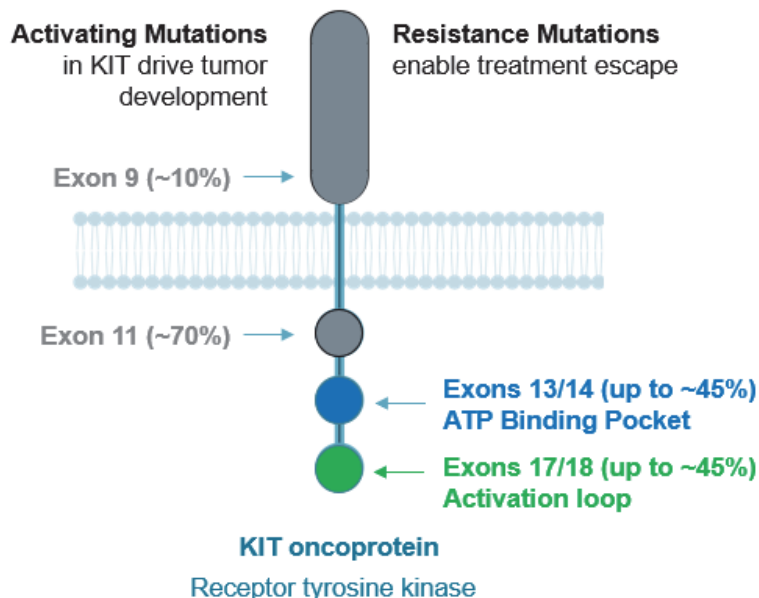 Activating Mutations
in KIT drive tumor
development
Resistance Mutations
enable treatment escape
Exon 9 (~10%)
Exon 11 (~70%)
Exons 13/14 (up to ~45%)
ATP Binding Pocket
Exons 17/18 (up to ~45%)
Activation loop
KIT oncoprotein
Receptor tyrosine kinase